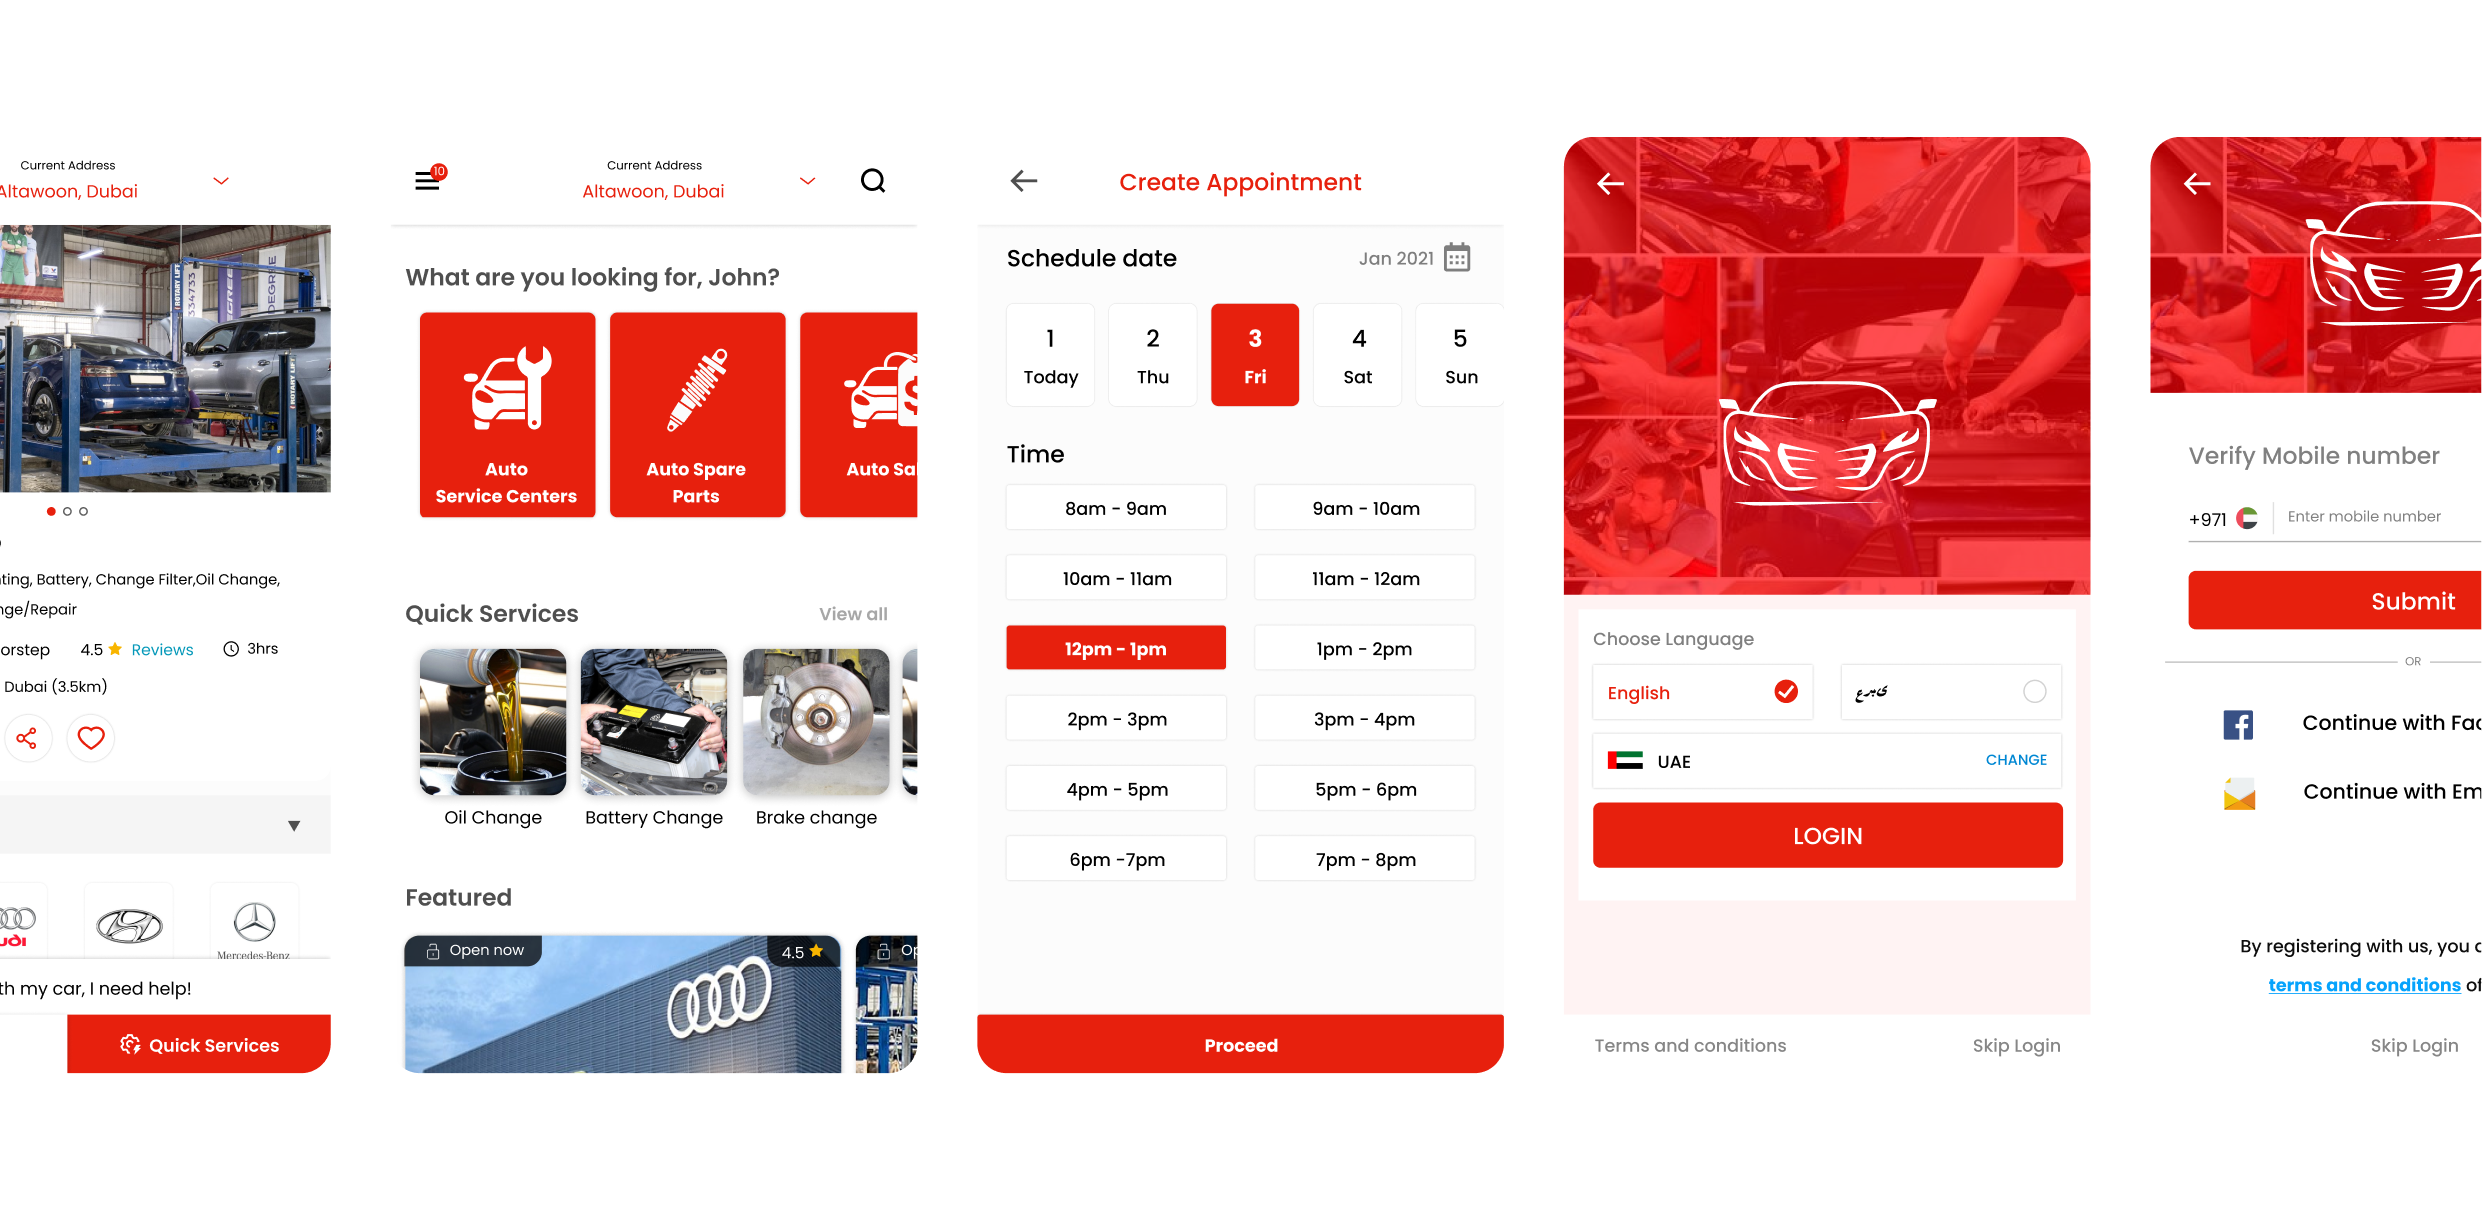 Current Address
Altawoon, Dubai
ROTARY LIFT
334733
DEGREE
ROTARY LIFT
Battery, Change Filter,Oil Change,
4.5 Reviews 3hrs
Dubai (3.5km)
Mercedes-Benz
my car, I need help!
Quick Services
10
Current Address
Altawoon, Dubai
What are you looking for, John?
Auto
Service Centers
Auto Spare
Parts
Auto Sa
Quick Services
View all
Oil Change
Battery Change
Brake change
Featured
Open now
4.5
Op
Create Appointment
Schedule date
Jan 2021
1
Today
2
Thu
3
Fri
4
Sat
5
Sun
Time
8am - 9am
9am - 10am
10am - 11am
11am - 12am
12pm - 1pm
1pm - 2pm
2pm - 3pm
3pm - 4pm
4pm - 5pm
5pm - 6pm
6pm -7pm
7pm - 8pm
Proceed
Choose Language
English
UAE
CHANGE
LOGIN
Terms and conditions
Skip Login
Verify Mobile number
+971
Enter mobile number
Submit
OR
Continue with Fac
Continue with Em
By registering with us, you
terms and conditions of
Skip Login